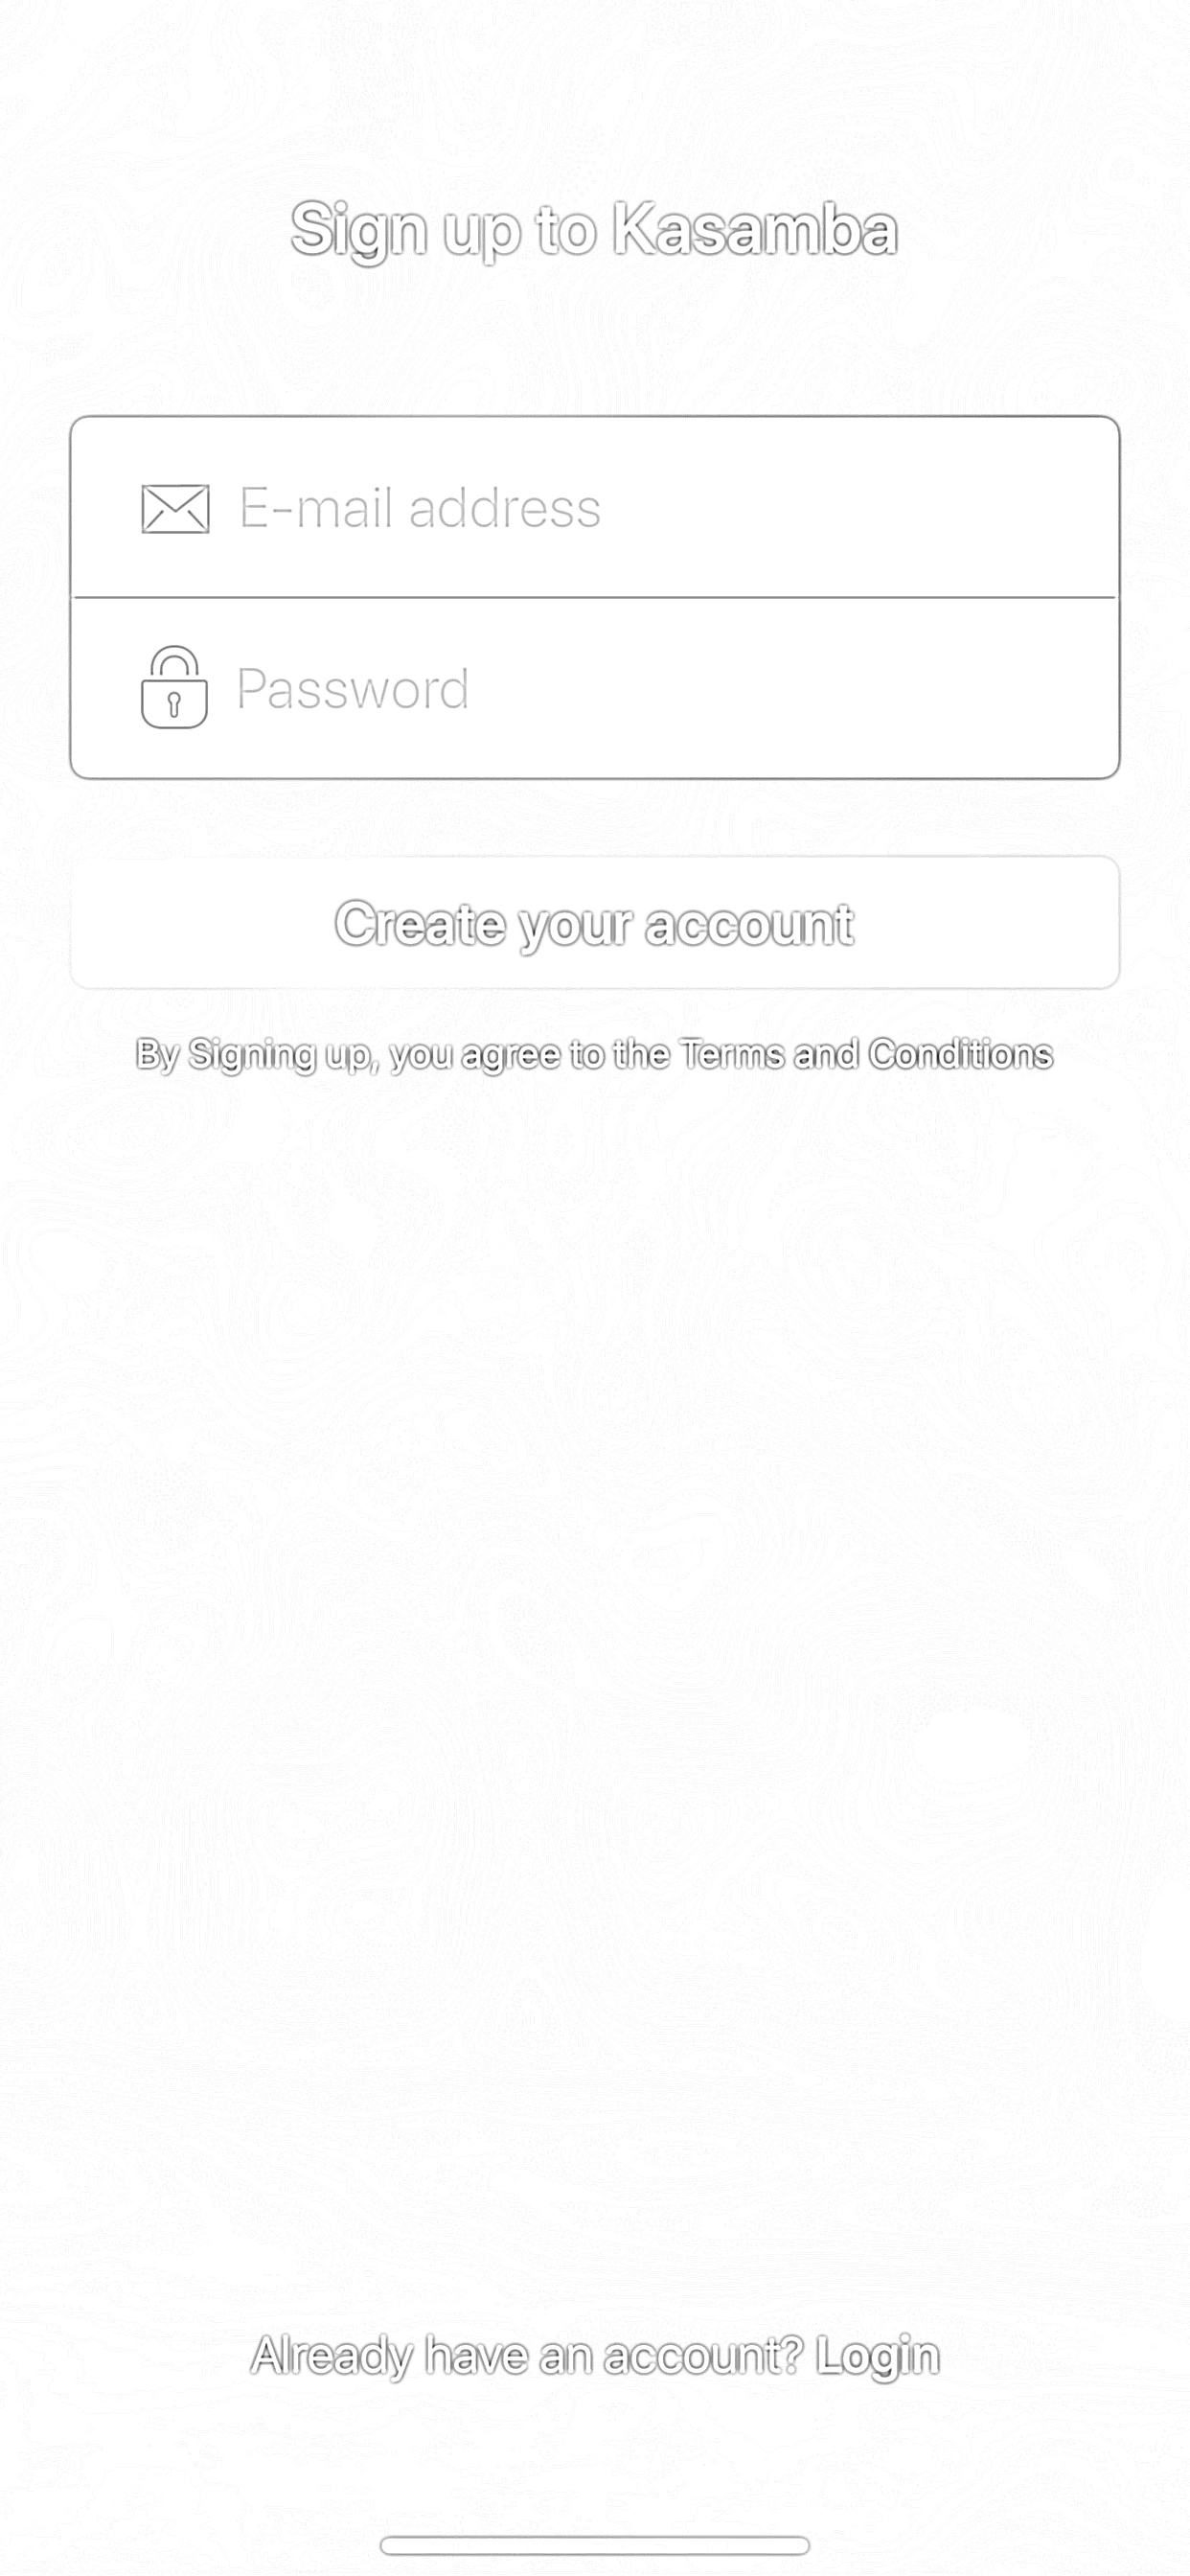 Sign up to Kasamba
E-mail address
Password
Create your account
By Signing up, you agree to the Terms and Conditions
Already have an account? Login